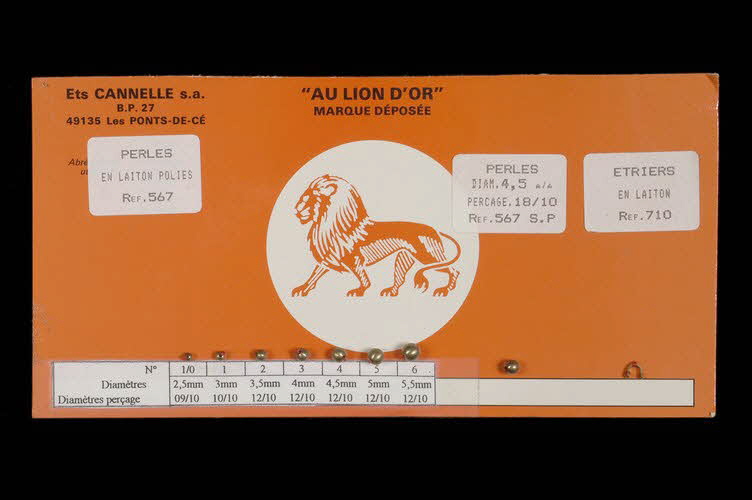 Ets CANNELLE s.a.
B.P. 27
49135 Les PONTS-DE-CÉ
"AU LION D'OR"
MARQUE DÉPOSÉE
PERLES
EN LAITON POLIES
REF.567
PERLES
DIAM.4,5 m/m
PERCAGE.18/10
REF.567 S.P
ETRIERS
EN LAITON
REF.710
N° 1/0 1 2 3 4 5 6
Diamètres 2,5mm 3mm 3,5mm 4mm 4,5mm 5mm 5,5mm
Diamètres perçage 09/10 10/10 12/10 12/10 12/10 12/10 12/10